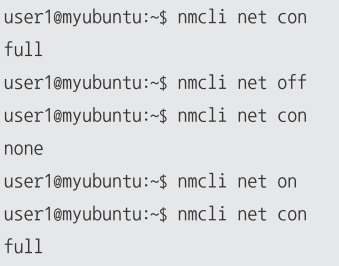 user1@myubuntu:~$ nmcli net con
full
user1@myubuntu:~$ nmcli net off
user1@myubuntu:~$ nmcli net con
none
user1@myubuntu:~$ nmcli net on
user1@myubuntu:~$ nmcli net con
full